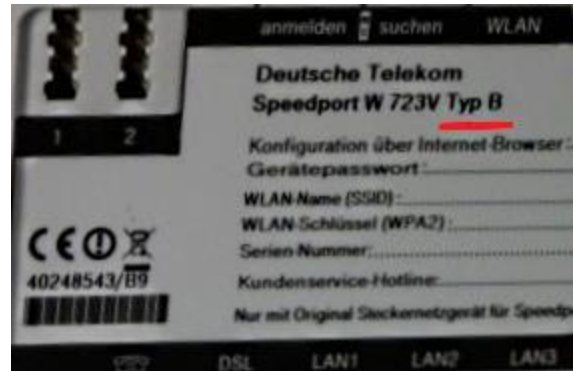 anmelden suchen WLAN
Deutsche Telekom
Speedport W 723V Typ B
1 2
Konfiguration über Internet-Browser:
Gerätepasswort:
WLAN-Name (SSID):
WLAN-Schlüssel (WPA2):
Serien-Nummer:
Kundenservice-Hotline:
Nur mit Original Steckernetzgerät für
CE
40248543/B9
DSL LAN1 LAN2 LAN3